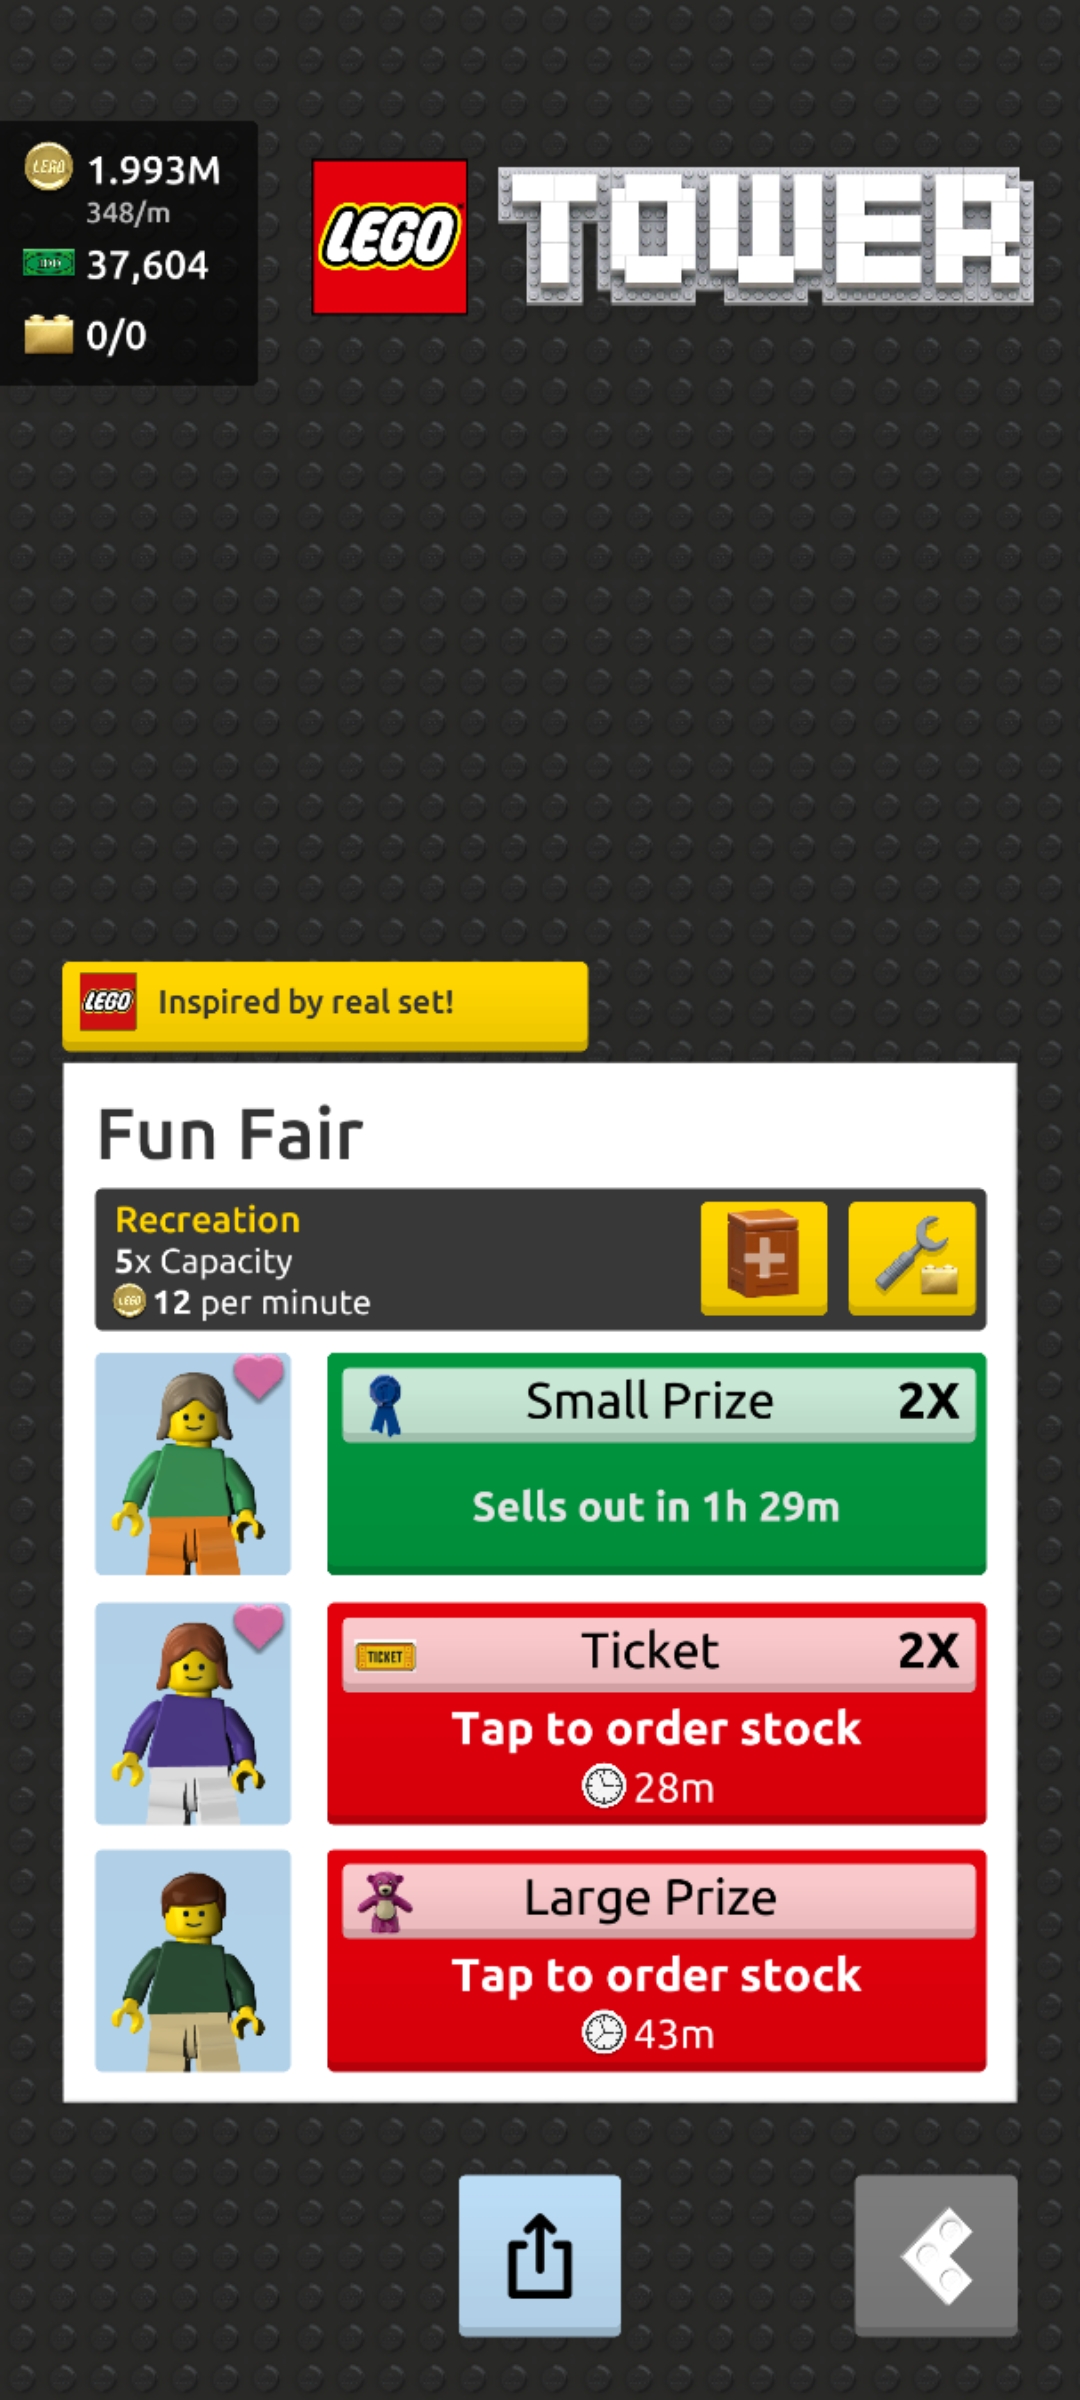 LEGO
1.993M
348/m
37,604
0/0
LEGO TOWER
LEGO Inspired by real set!
Fun Fair
Recreation
5x Capacity
LEGO 12 per minute
Small Prize 2X
Sells out in 1h 29m
TICKET Ticket 2X
Tap to order stock
28m
Large Prize
Tap to order stock
43m